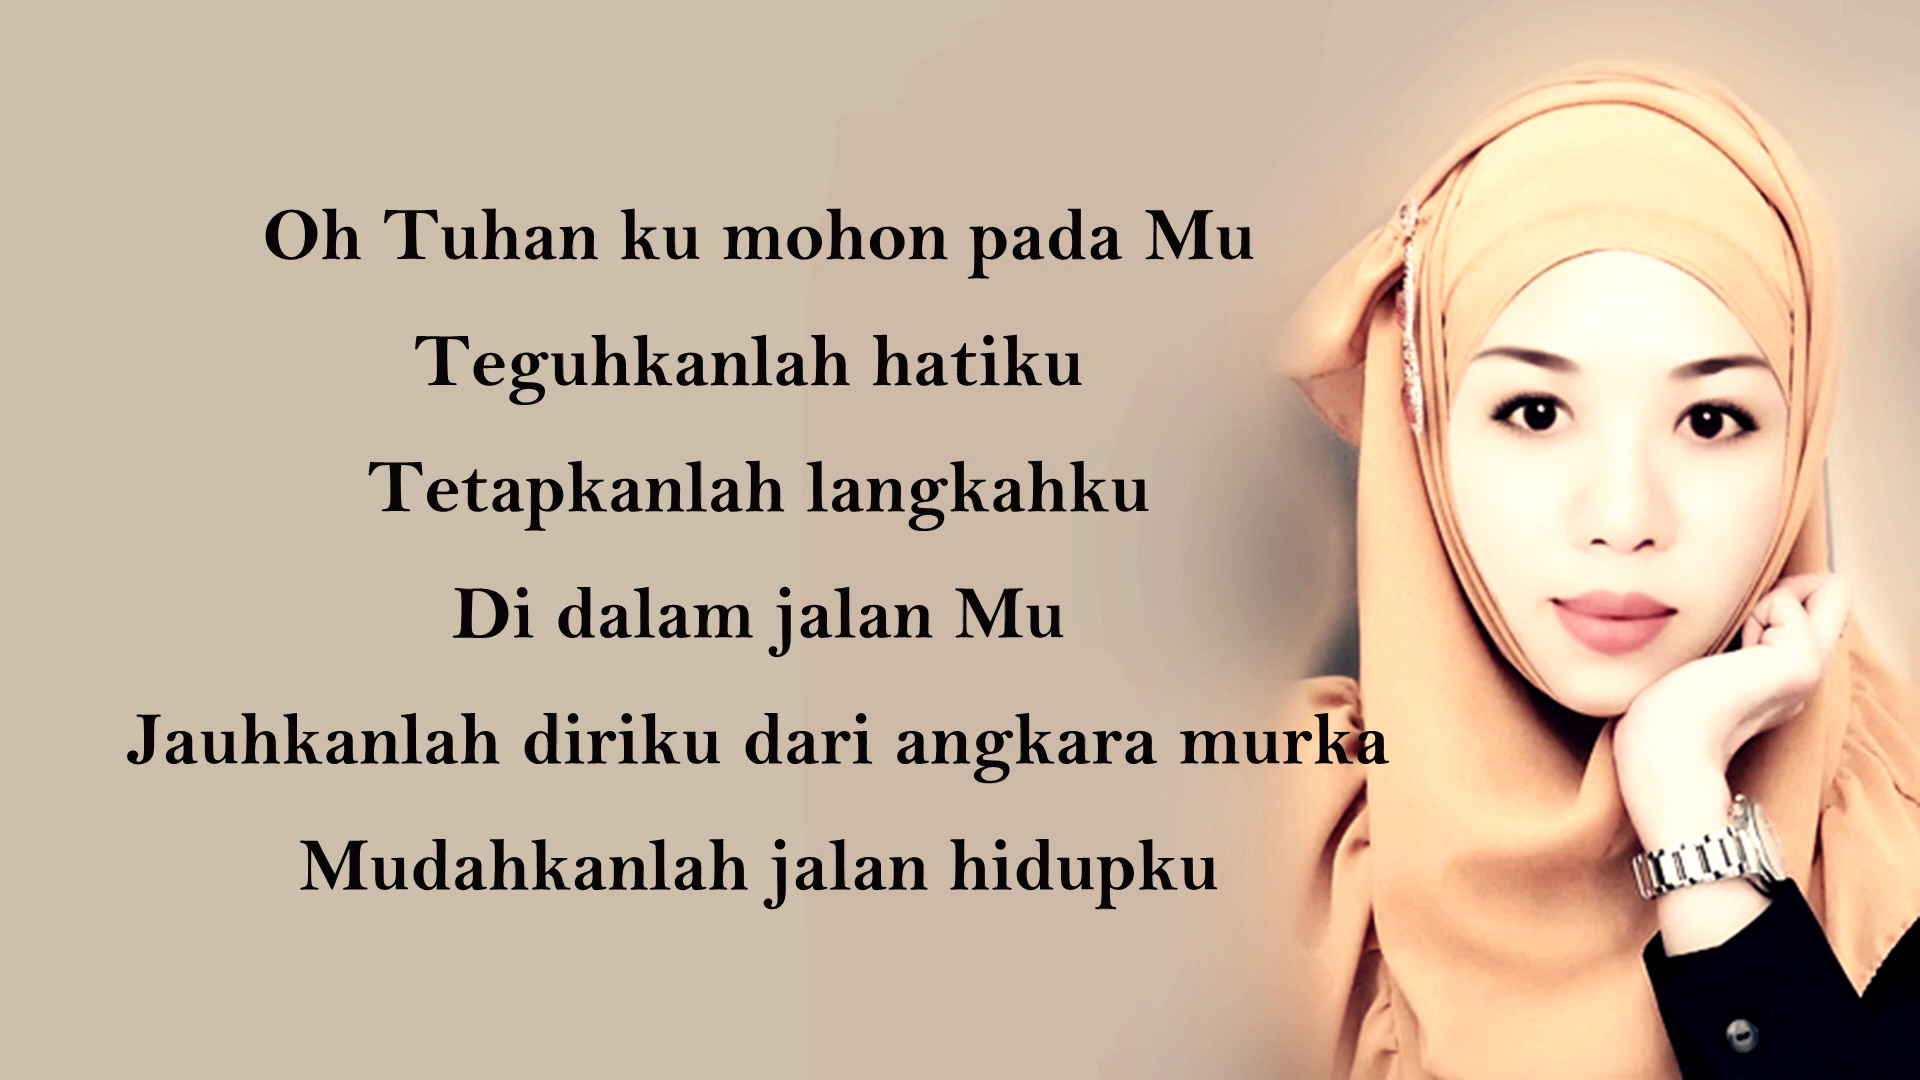 Oh Tuhan ku mohon pada Mu
Teguhkanlah hatiku
Tetapkanlah langkahku
Di dalam jalan Mu
Jauhkanlah diriku dari angkara murka
Mudahkanlah jalan hidupku